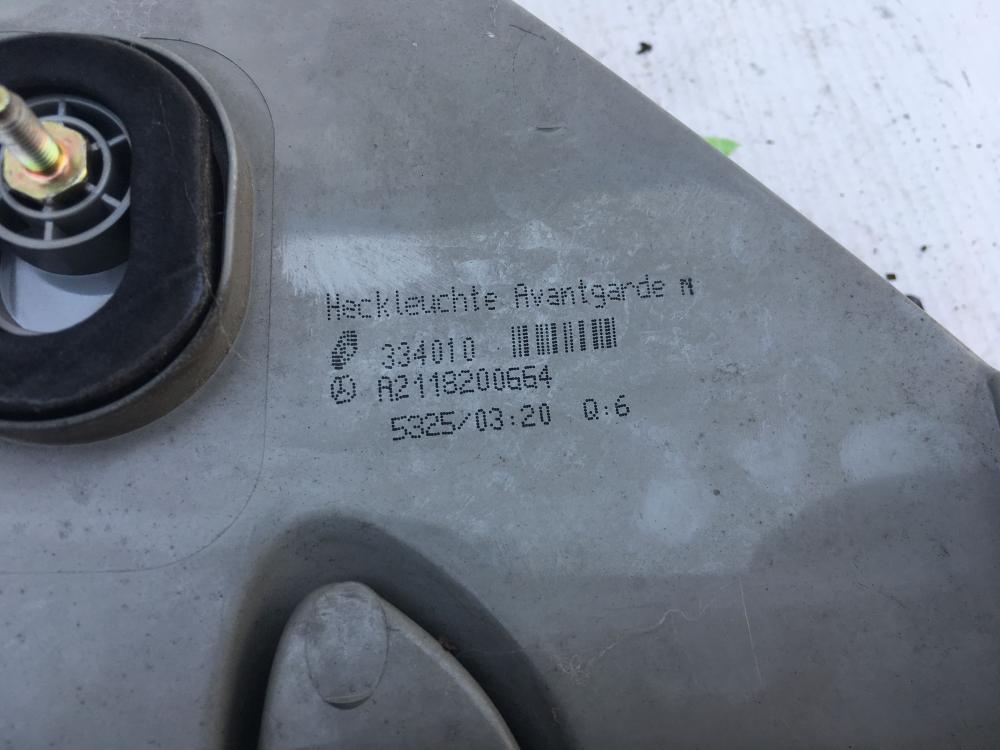 Heckleuchte Avantgarde N
334010
A2118200664
5325/03:20 Q:6